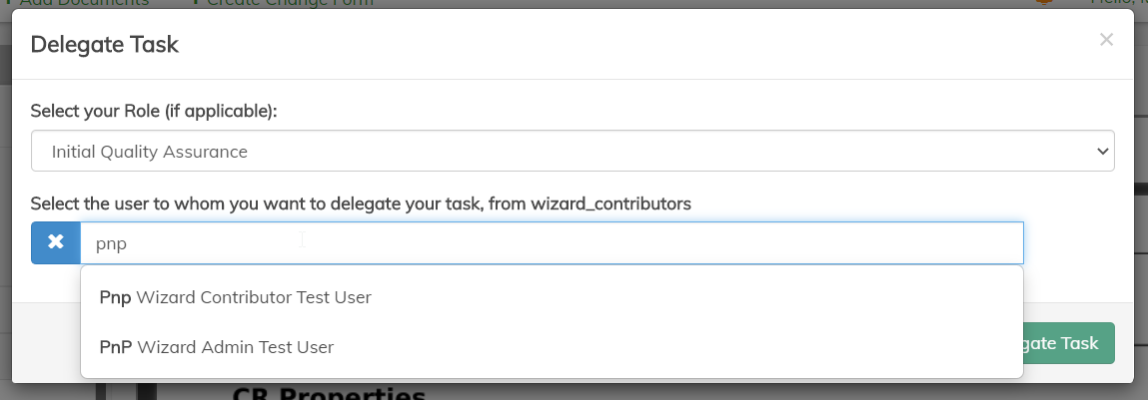 Add Documents
Create Change Form
Hello,
Delegate Task
×
Select your Role (if applicable):
Initial Quality Assurance
Select the user to whom you want to delegate your task, from wizard_contributors
pnp
Pnp Wizard Contributor Test User
PnP Wizard Admin Test User
gate Task
CR Properties